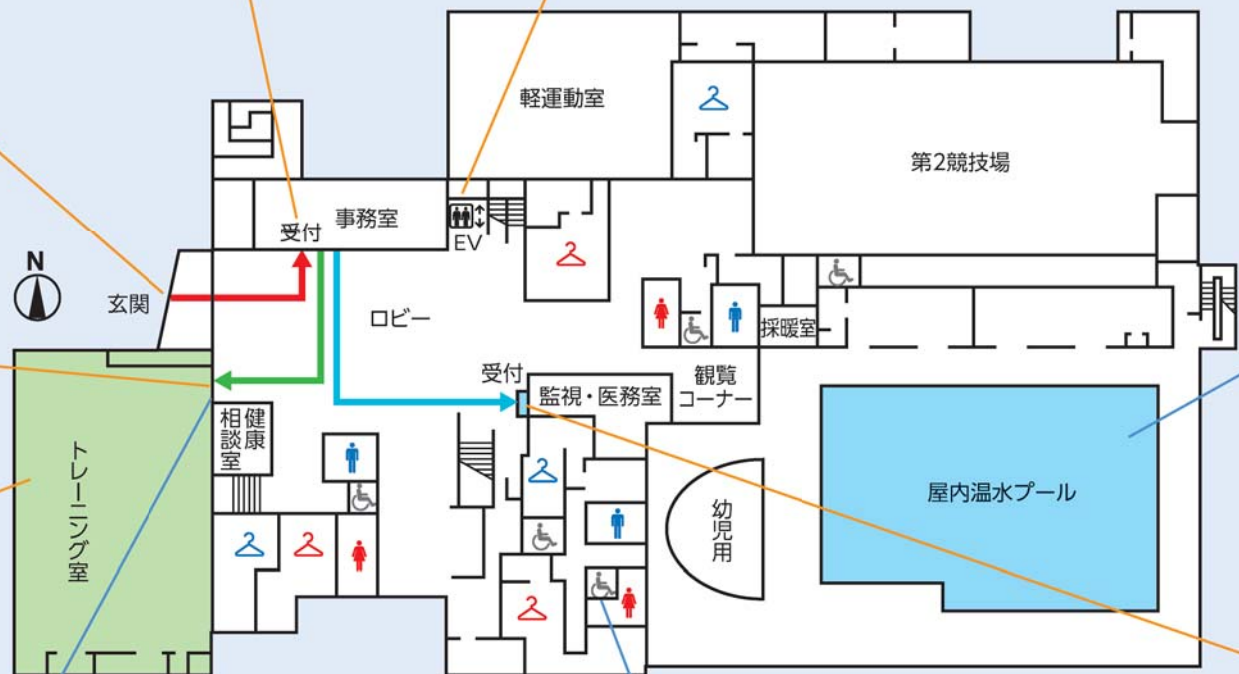 軽運動室
第2競技場
事務室
受付
EV
N
玄関
ロビー
採暖室
受付
監視・医務室
観覧
コーナー
健康
相談室
トレーニング室
幼児用
屋内温水プール